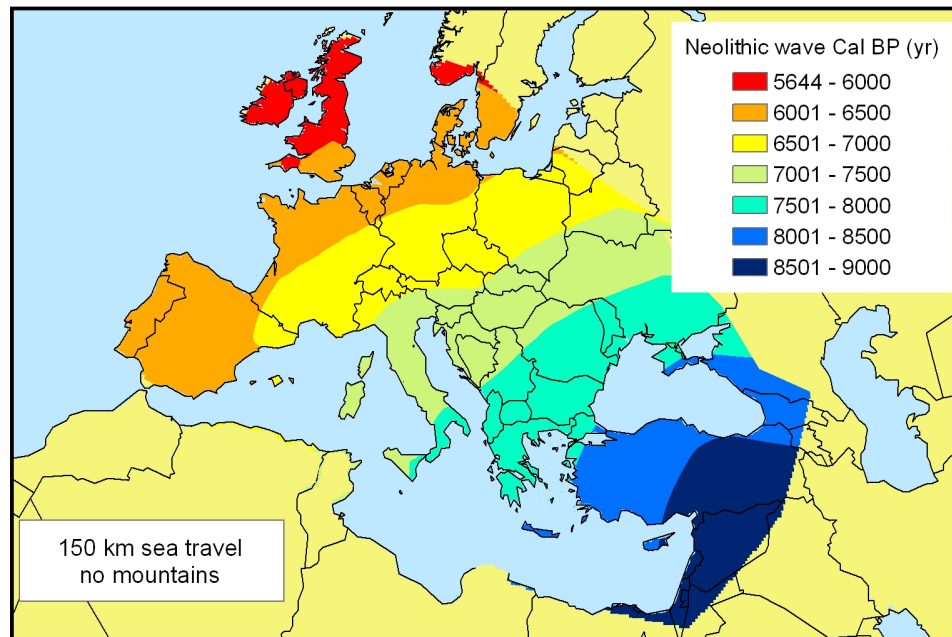 Neolithic wave Cal BP (yr)
5644 - 6000
6001 - 6500
6501 - 7000
7001 - 7500
7501 - 8000
8001 - 8500
8501 - 9000
150 km sea travel
no mountains